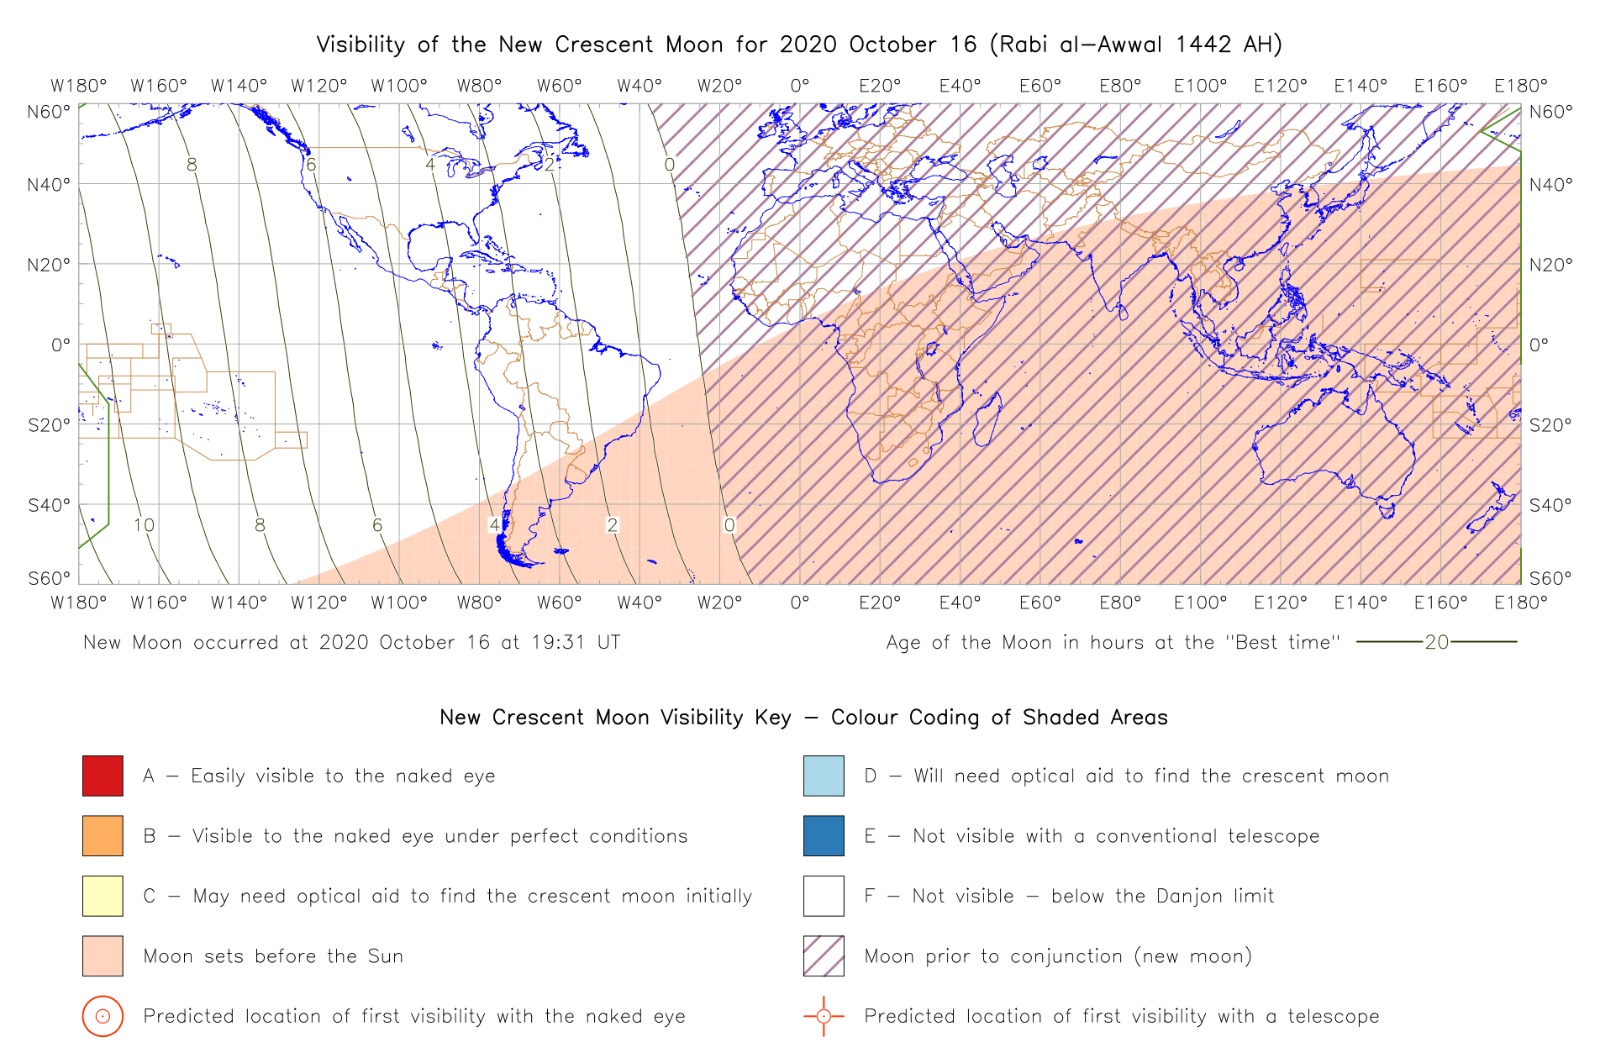 Visibility of the New Crescent Moon for 2020 October 16 (Rabi al-Awwal 1442 AH)
W180° W160° W140° W120° W100° W80° W60° W40° W20° 0° E20° E40° E60° E80° E100° E120° E140° E160° E180°
N60° N60°
8 6 4 2 0
N40° N40°
N20° N20°
0° 0°
S20° S20°
S40° S40°
10 8 6 4 2 0
S60° S60°
W180° W160° W140° W120° W100° W80° W60° W40° W20° 0° E20° E40° E60° E80° E100° E120° E140° E160° E180°
New Moon occurred at 2020 October 16 at 19:31 UT
Age of the Moon in hours at the "Best time" 20
New Crescent Moon Visibility Key – Colour Coding of Shaded Areas
A – Easily visible to the naked eye
D – Will need optical aid to find the crescent moon
B – Visible to the naked eye under perfect conditions
E – Not visible with a conventional telescope
C – May need optical aid to find the crescent moon initially
F – Not visible – below the Danjon limit
Moon sets before the Sun
Moon prior to conjunction (new moon)
Predicted location of first visibility with the naked eye
Predicted location of first visibility with a telescope